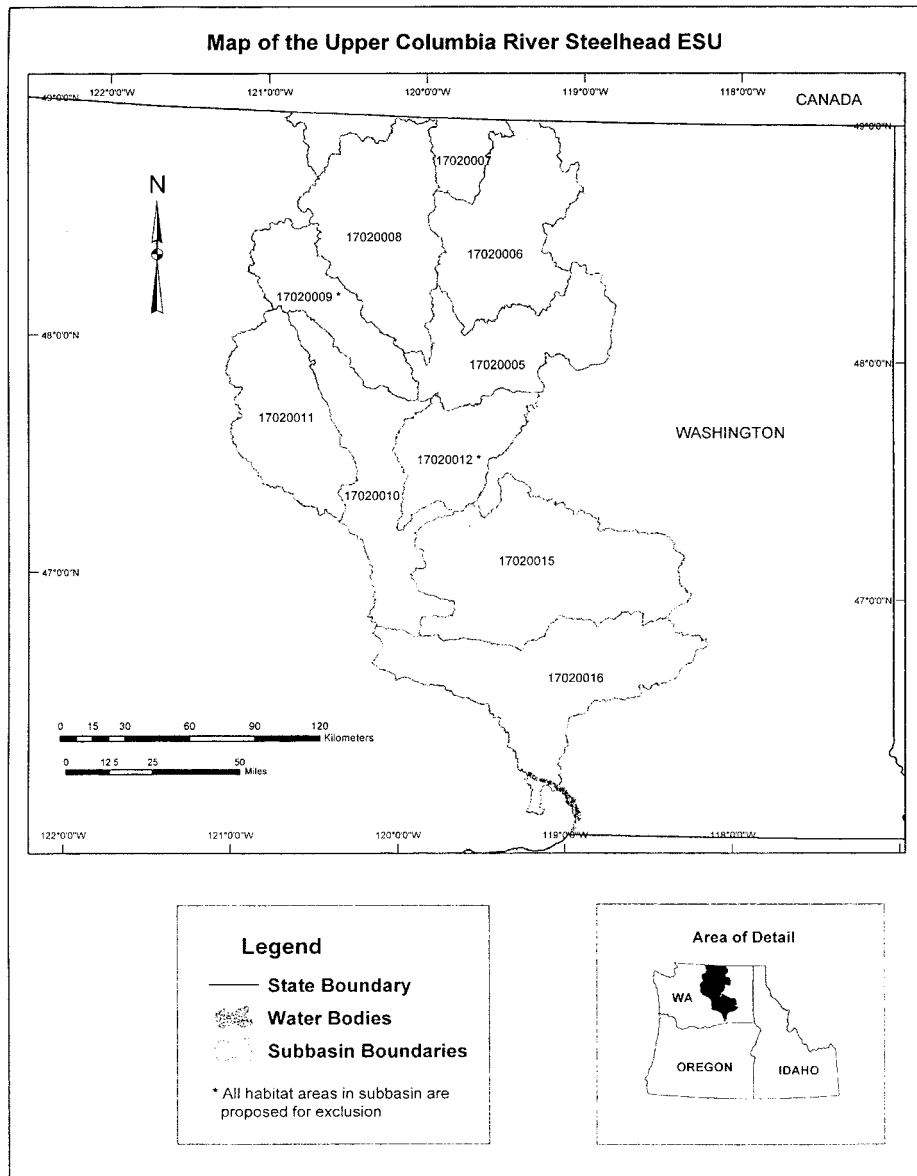 Map of the Upper Columbia River Steelhead ESU
122°0'0"W 121°0'0"W 120°0'0"W 119°0'0"W 118°0'0"W
49°0'0"N
CANADA
49°0'0"N
N
17020007
17020008
17020006
17020009 *
48°0'0"N
17020005
48°0'0"N
17020011
WASHINGTON
17020012 *
17020010
17020015
47°0'0"N
47°0'0"N
17020016
0 15 30 60 90 120
Kilometers
0 12.5 25 50
Miles
122°0'0"W 121°0'0"W 120°0'0"W 119°0'0"W 118°0'0"W
Legend
State Boundary
Water Bodies
Subbasin Boundaries
* All habitat areas in subbasin are
proposed for exclusion
Area of Detail
WA
OREGON
IDAHO